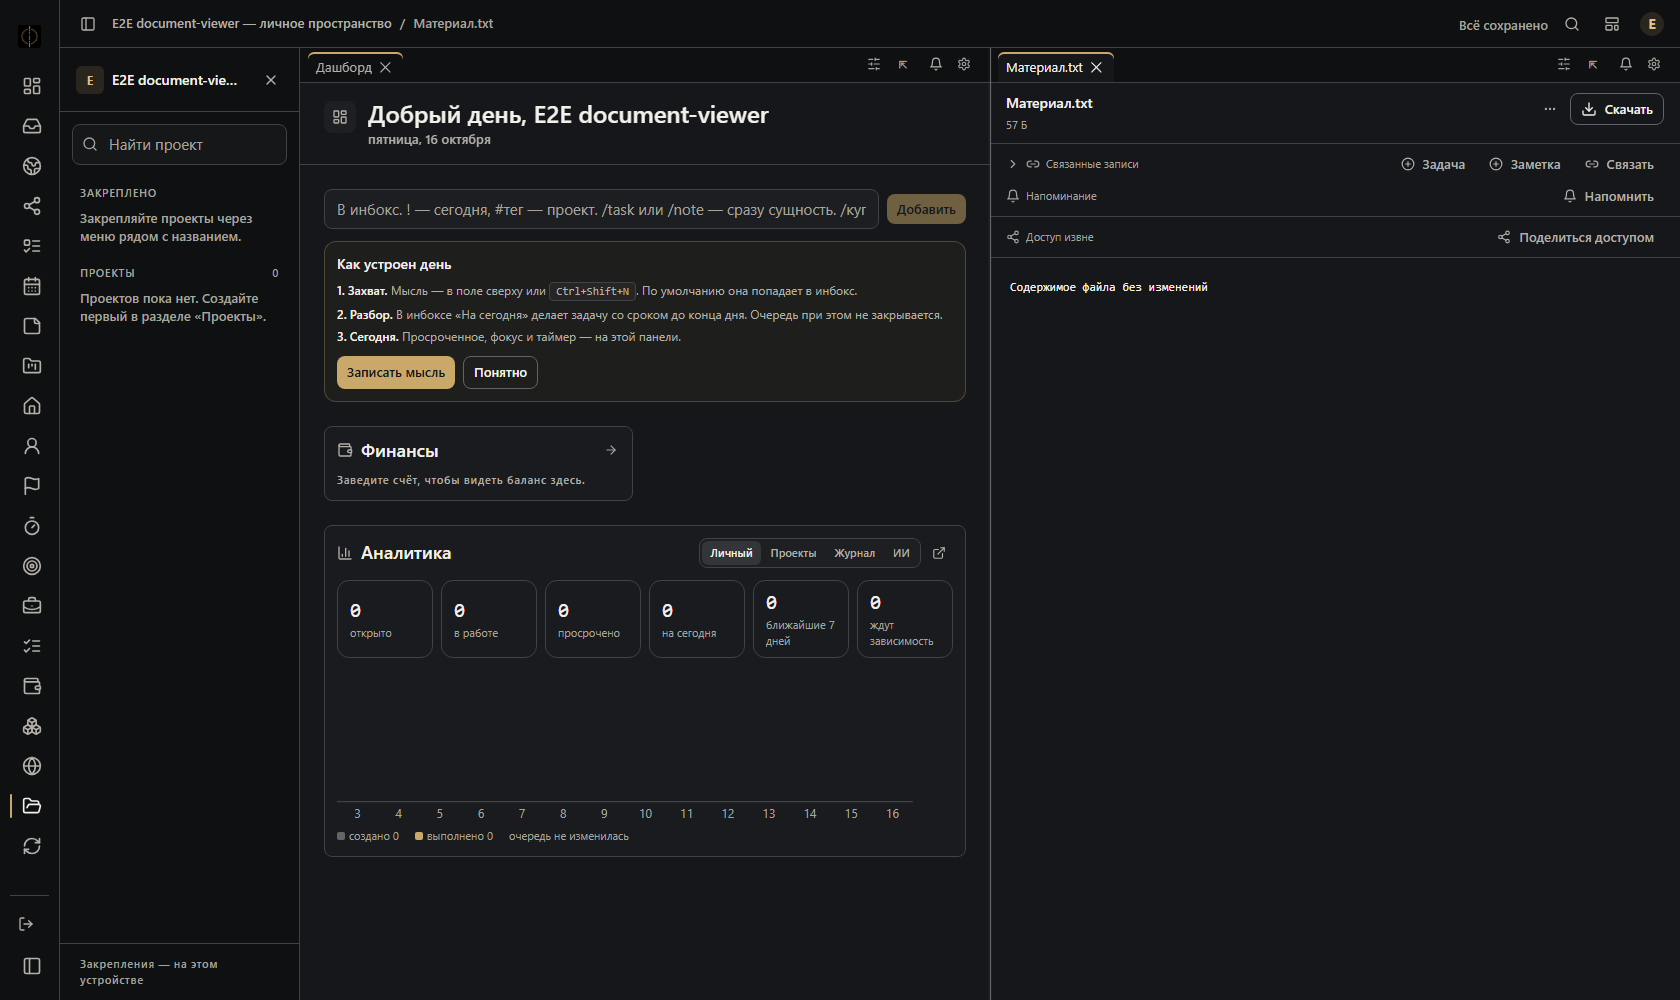 E2E document-viewer — личное пространство / Материал.txt
Всё сохранено
E
E
E2E document-vie...
Найти проект
ЗАКРЕПЛЕНО
Закрепляйте проекты через
меню рядом с названием.
ПРОЕКТЫ 0
Проектов пока нет. Создайте
первый в разделе «Проекты».
Закрепления — на этом
устройстве
Дашборд
Добрый день, E2E document-viewer
пятница, 16 октября
В инбокс. ! — сегодня, #тег — проект. /task или /note — сразу сущность. /куп
Добавить
Как устроен день
1. Захват. Мысль — в поле сверху или Ctrl+Shift+N. По умолчанию она попадает в инбокс.
2. Разбор. В инбоксе «На сегодня» делает задачу со сроком до конца дня. Очередь при этом не закрывается.
3. Сегодня. Просроченное, фокус и таймер — на этой панели.
Записать мысль
Понятно
Финансы
Заведите счёт, чтобы видеть баланс здесь.
Аналитика
Личный Проекты Журнал ИИ
0 открыто
0 в работе
0 просрочено
0 на сегодня
0 ближайшие 7 дней
0 ждут зависимость
3 4 5 6 7 8 9 10 11 12 13 14 15 16
создано 0 выполнено 0 очередь не изменилась
Материал.txt
Материал.txt
57 Б
Скачать
Связанные записи
Задача Заметка Связать
Напоминание
Напомнить
Доступ извне
Поделиться доступом
Содержимое файла без изменений